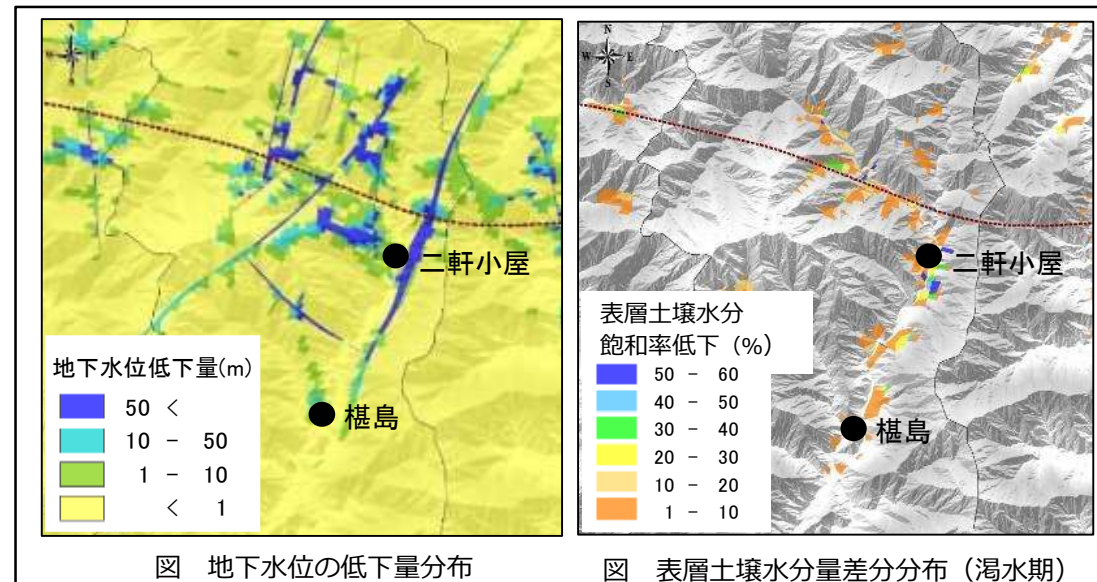 N
W E
S
二軒小屋
椹島
地下水位低下量(m)
50 <
10 - 50
1 - 10
< 1
図 地下水位の低下量分布
N
W E
S
二軒小屋
椹島
表層土壌水分
飽和率低下 (%)
50 - 60
40 - 50
30 - 40
20 - 30
10 - 20
1 - 10
図 表層土壌水分量差分分布（渇水期）